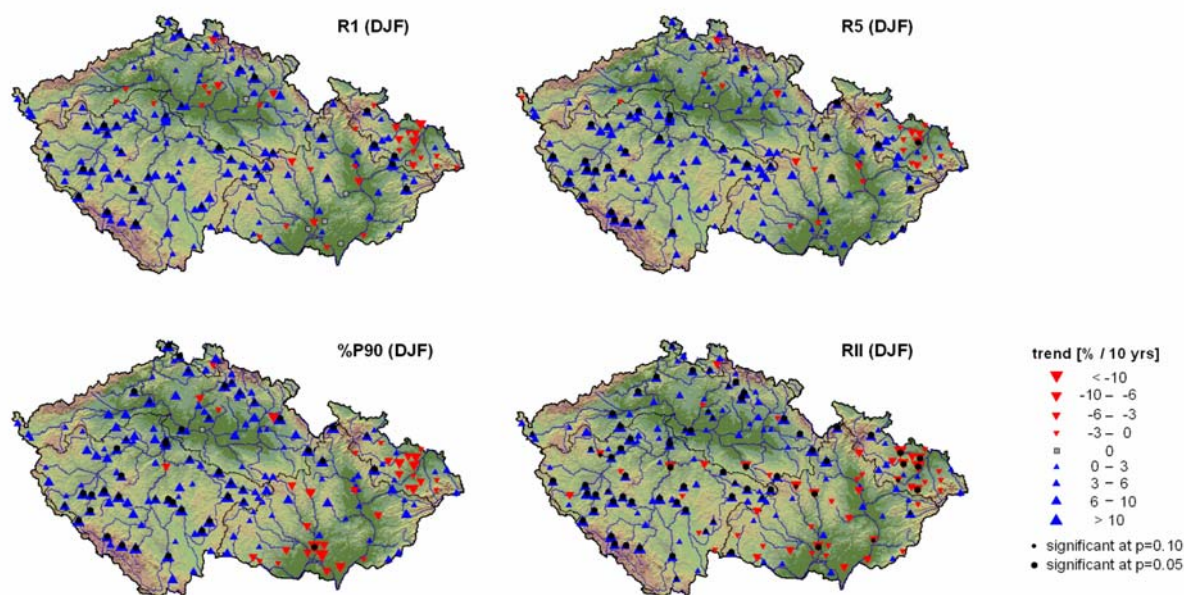 R1 (DJF)
R5 (DJF)
%P90 (DJF)
RII (DJF)
trend [% / 10 yrs]
< -10
-10 – -6
-6 – -3
-3 – 0
0
0 – 3
3 – 6
6 – 10
> 10
significant at p=0.10
significant at p=0.05